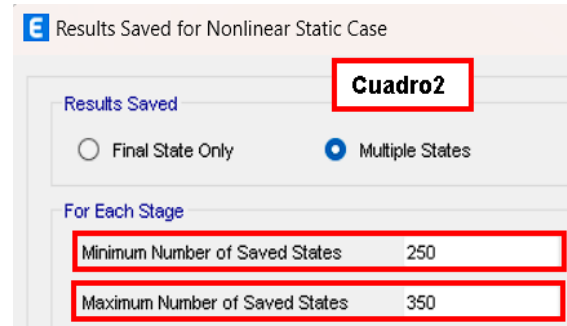 E Results Saved for Nonlinear Static Case
Cuadro2
Results Saved
Final State Only Multiple States
For Each Stage
Minimum Number of Saved States 250
Maximum Number of Saved States 350